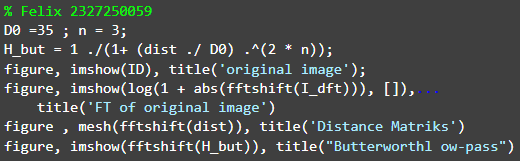 % Felix 2327250059
D0 =35 ; n = 3;
H_but = 1 ./(1+ (dist ./ D0) .^(2 * n));
figure, imshow(ID), title('original image');
figure, imshow(log(1 + abs(fftshift(I_dft))), []),...
title('FT of original image')
figure , mesh(fftshift(dist)), title('Distance Matriks')
figure, imshow(fftshift(H_but)), title("Butterworthl ow-pass")